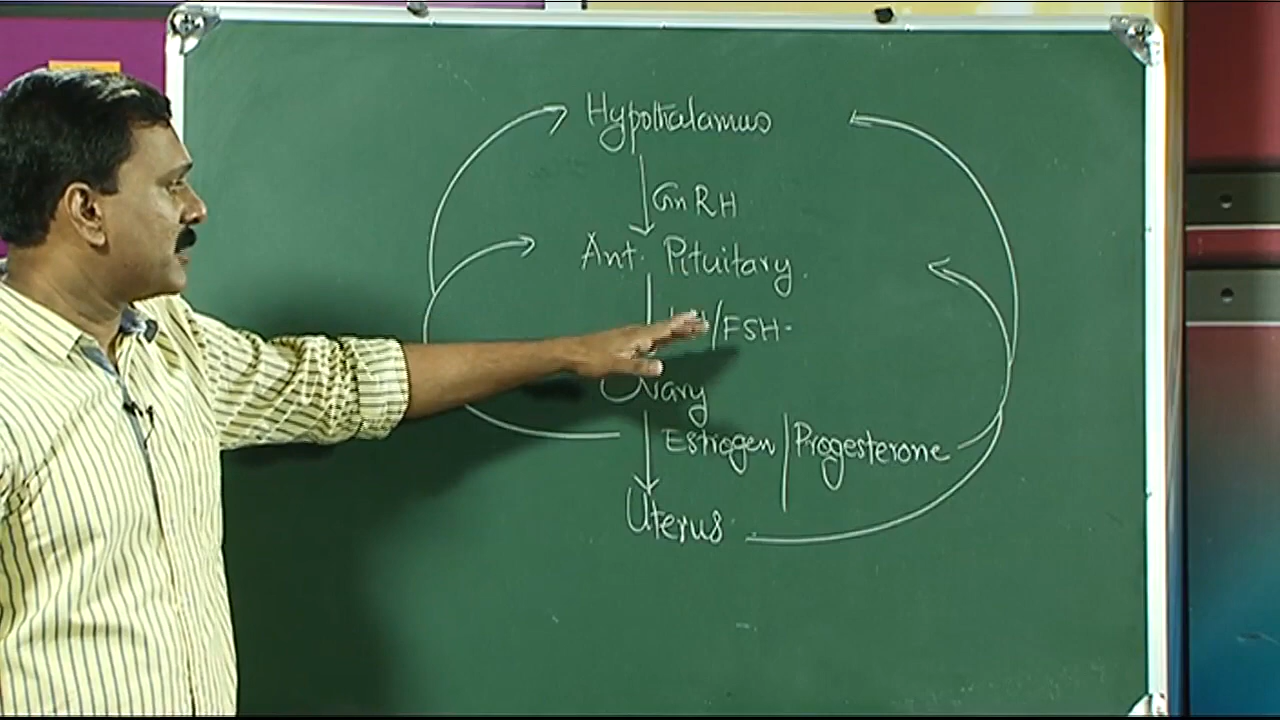 Hypothalamus
GnRH
Ant. Pituitary.
/FSH-
Ovary
Estrogen/Progesterone
Uterus